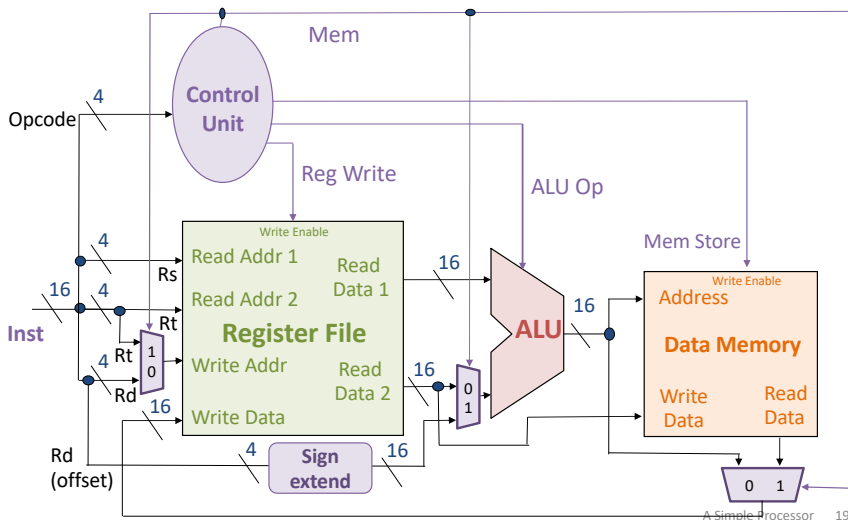 Mem
4
Control
Unit
Opcode
Reg Write
ALU Op
Mem Store
4
Write Enable
Read Addr 1
Rs
Read
Data 1
16
16
4
Read Addr 2
Rt
Inst
Register File
ALU
16
Write Enable
Address
Data Memory
Rt
1
0
Write Addr
4
Rd
Read
Data 2
16
0
1
Write
Data
Read
Data
16
Write Data
Rd
(offset)
4
Sign
extend
16
0 1
A Simple Processor 19